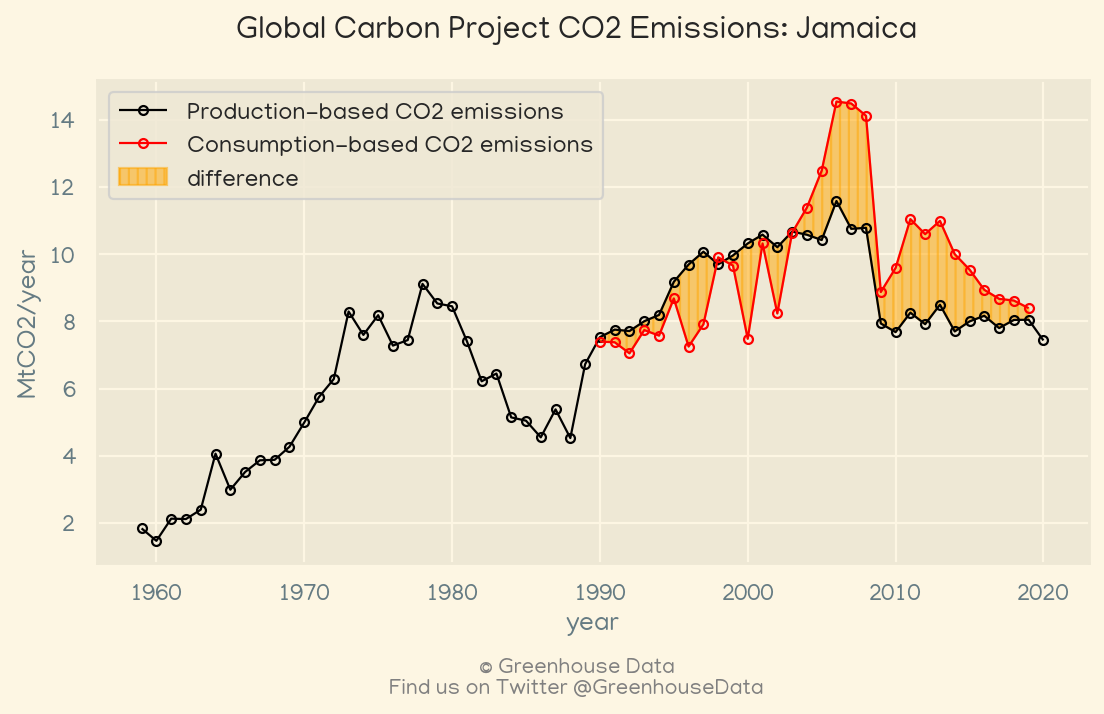 Global Carbon Project CO2 Emissions: Jamaica
Production-based CO2 emissions
Consumption-based CO2 emissions
difference
MtCO2/year
14
12
10
8
6
4
2
1960 1970 1980 1990 2000 2010 2020
year
© Greenhouse Data
Find us on Twitter @GreenhouseData